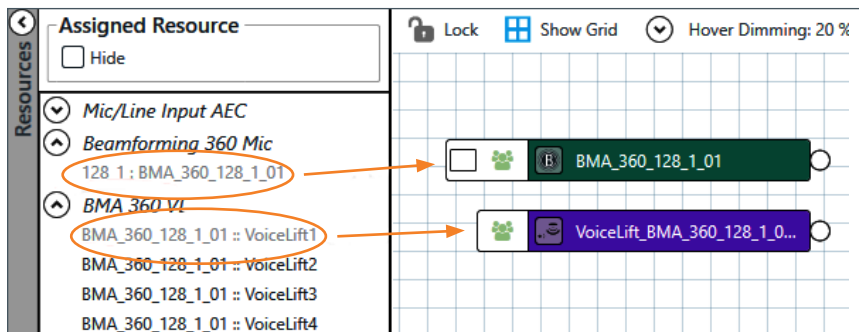 Resources
Assigned Resource
Hide
Mic/Line Input AEC
Beamforming 360 Mic
128 1 : BMA_360_128_1_01
BMA 360 VL
BMA_360_128_1_01 :: VoiceLift1
BMA_360_128_1_01 :: VoiceLift2
BMA_360_128_1_01 :: VoiceLift3
BMA_360_128_1_01 :: VoiceLift4
Lock Show Grid Hover Dimming: 20 %
B BMA_360_128_1_01
VoiceLift_BMA_360_128_1_0...